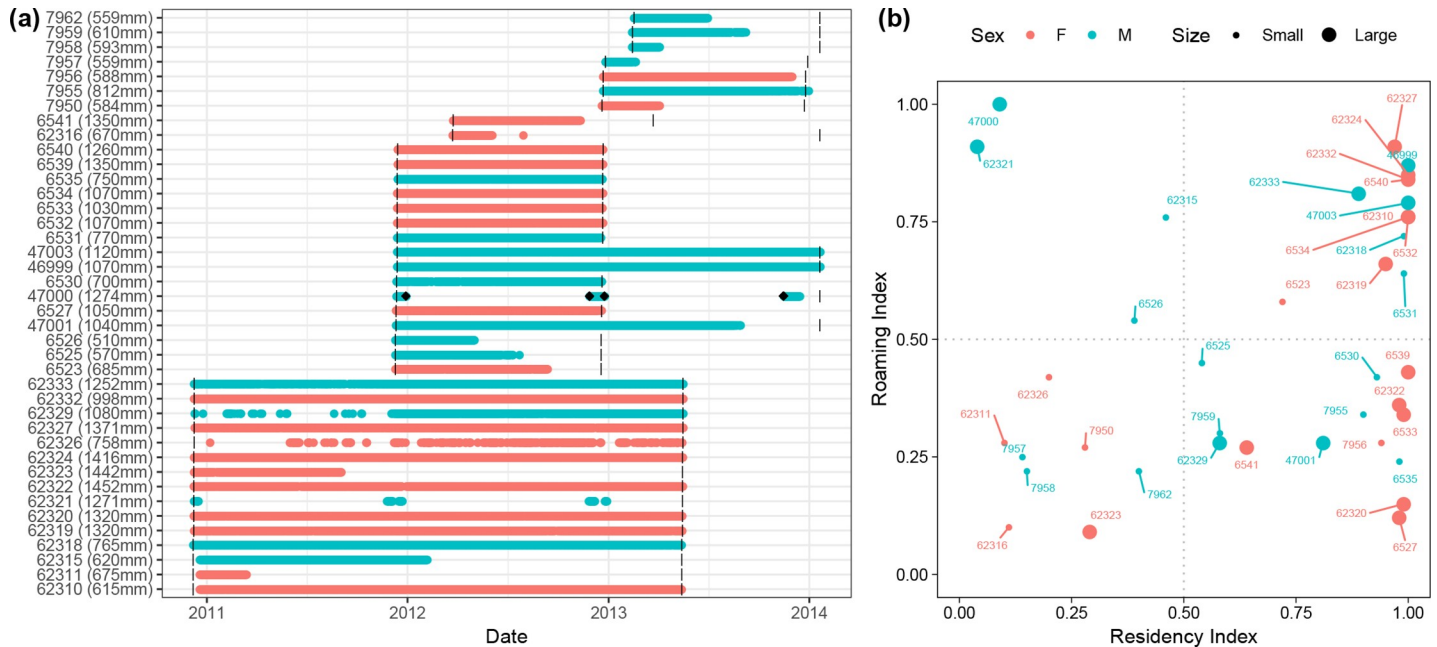 (a)
7962 (559mm)
7959 (610mm)
7958 (593mm)
7957 (559mm)
7956 (588mm)
7955 (812mm)
7950 (584mm)
6541 (1350mm)
62316 (670mm)
6540 (1260mm)
6539 (1350mm)
6535 (750mm)
6534 (1070mm)
6533 (1030mm)
6532 (1070mm)
6531 (770mm)
47003 (1120mm)
46999 (1070mm)
6530 (700mm)
47000 (1274mm)
6527 (1050mm)
47001 (1040mm)
6526 (510mm)
6525 (570mm)
6523 (685mm)
62333 (1252mm)
62332 (998mm)
62329 (1080mm)
62327 (1371mm)
62326 (758mm)
62324 (1416mm)
62323 (1442mm)
62322 (1452mm)
62321 (1271mm)
62320 (1320mm)
62319 (1320mm)
62318 (765mm)
62315 (620mm)
62311 (675mm)
62310 (615mm)
2011 2012 2013 2014
Date
(b)
Sex F M Size Small Large
Roaming Index
1.00
0.75
0.50
0.25
0.00
0.00 0.25 0.50 0.75 1.00
Residency Index
62327
47000
62324
62321
62332
46999
62333
6540
62315
47003
62310
6534
62318
6532
6523
62319
6526
6531
6525
6530
6539
62326
62322
62311
7950
7959
7955
6533
7957
62329
6541
47001
7956
7958
7962
6535
62316
62323
62320
6527